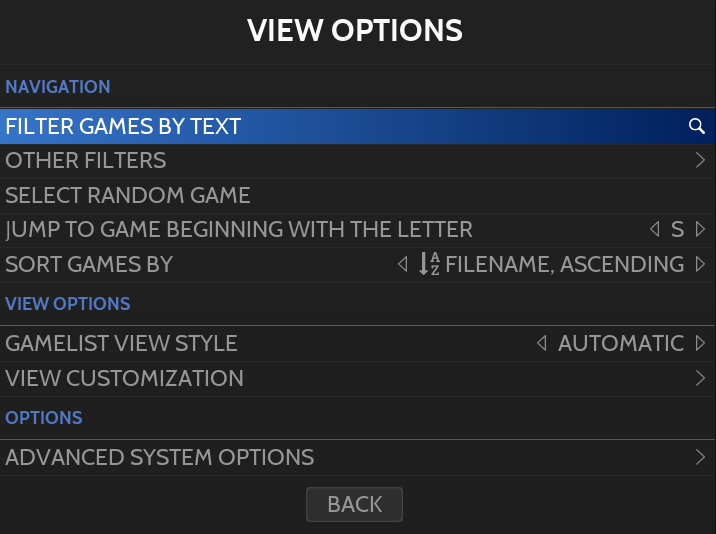 VIEW OPTIONS
NAVIGATION
FILTER GAMES BY TEXT
OTHER FILTERS
SELECT RANDOM GAME
JUMP TO GAME BEGINNING WITH THE LETTER S
SORT GAMES BY AZ FILENAME, ASCENDING
VIEW OPTIONS
GAMELIST VIEW STYLE AUTOMATIC
VIEW CUSTOMIZATION
OPTIONS
ADVANCED SYSTEM OPTIONS
BACK